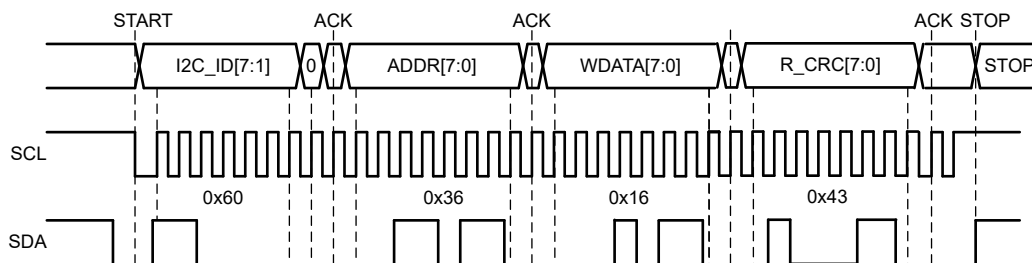 START ACK ACK ACK STOP
I2C_ID[7:1] 0 ADDR[7:0] WDATA[7:0] R_CRC[7:0] STOP
SCL
0x60 0x36 0x16 0x43
SDA